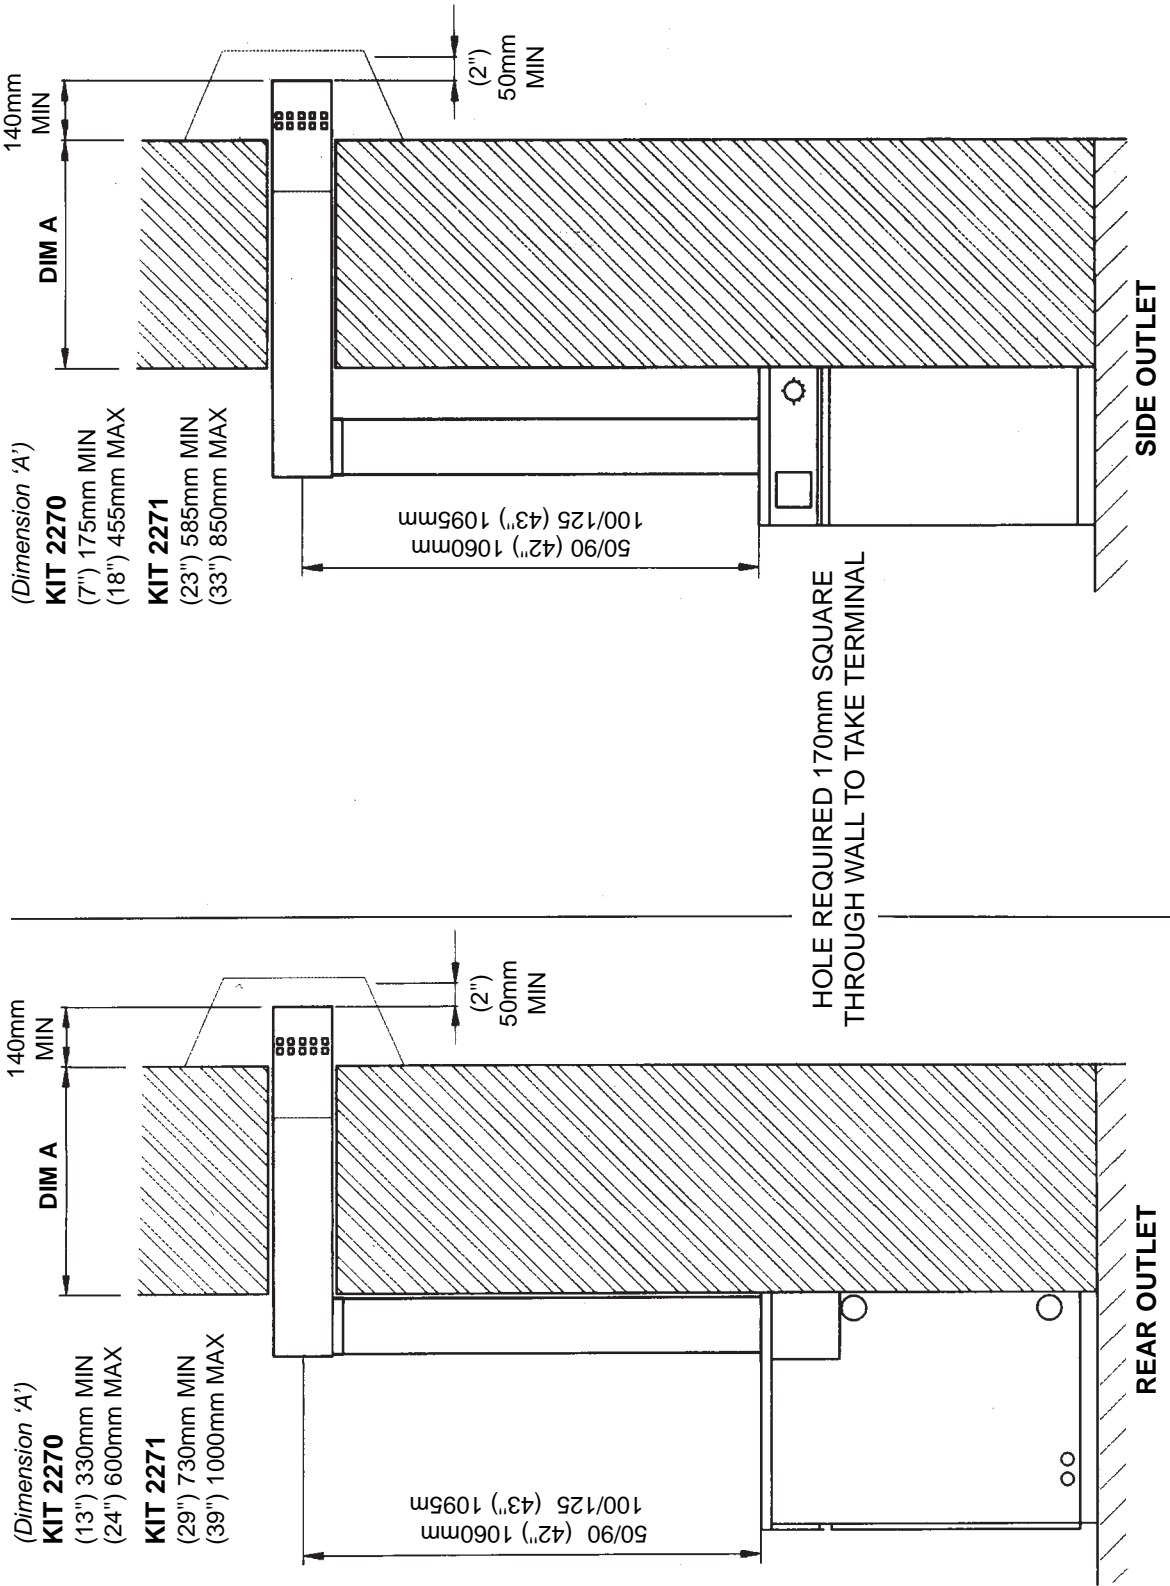 (Dimension ‘A’)
KIT 2270
(13") 330mm MIN
(24") 600mm MAX
KIT 2271
(29") 730mm MIN
(39") 1000mm MAX
DIM A
140mm
MIN
50/90 (42") 1060mm
100/125 (43") 1095m
(2")
50mm
MIN
REAR OUTLET
HOLE REQUIRED 170mm SQUARE
THROUGH WALL TO TAKE TERMINAL
(Dimension ‘A’)
KIT 2270
(7") 175mm MIN
(18") 455mm MAX
KIT 2271
(23") 585mm MIN
(33") 850mm MAX
DIM A
140mm
MIN
50/90 (42") 1060mm
100/125 (43") 1095mm
(2")
50mm
MIN
SIDE OUTLET